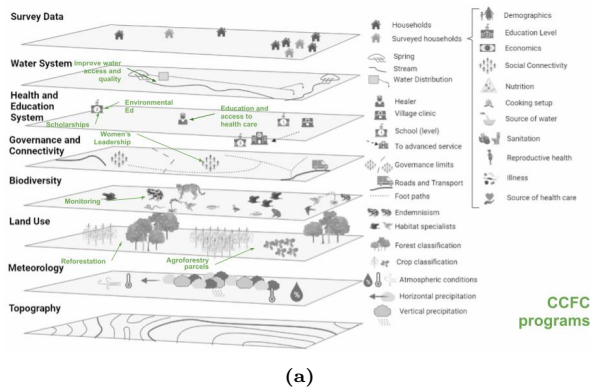 Survey Data
Water System
Improve water
access and
quality
Health and
Education
System
Environmental
Ed
Scholarships
Education and
access to
health care
Women's
Leadership
Governance and
Connectivity
Biodiversity
Monitoring
Land Use
Reforestation
Agroforestry
parcels
Meteorology
Topography
Households
Surveyed households
Spring
Stream
Water Distribution
Healer
Village clinic
School (level)
To advanced service
Governance limits
Roads and Transport
Foot paths
Endemnisism
Habitat specialists
Forest classification
Crop classification
Atmospheric conditions
Horizontal precipitation
Vertical precipitation
Demographics
Education Level
Economics
Social Connectivity
Nutrition
Cooking setup
Source of water
Sanitation
Reproductive health
Illness
Source of health care
CCFC
programs
(a)